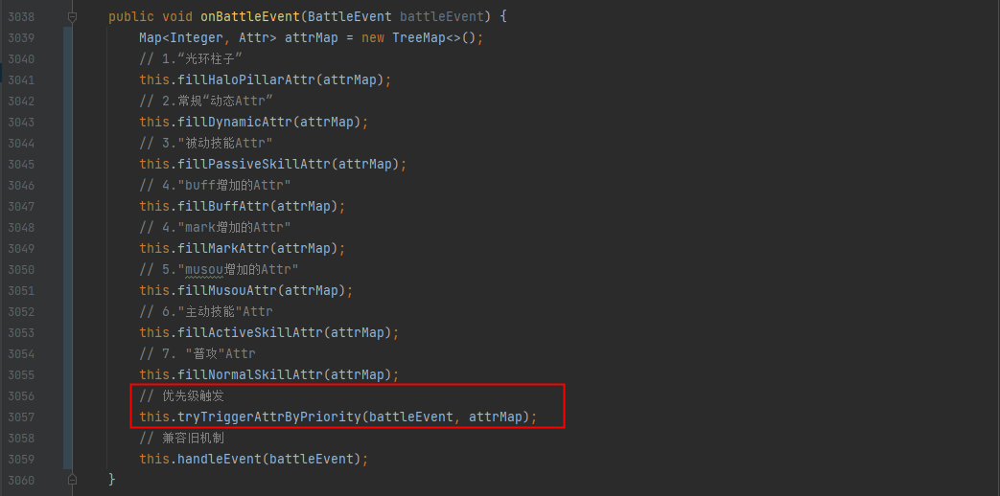 3038 public void onBattleEvent(BattleEvent battleEvent) {
3039 Map<Integer, Attr> attrMap = new TreeMap<>();
3040 // 1.“光环柱子”
3041 this.fillHaloPillarAttr(attrMap);
3042 // 2.常规“动态Attr”
3043 this.fillDynamicAttr(attrMap);
3044 // 3."被动技能Attr"
3045 this.fillPassiveSkillAttr(attrMap);
3046 // 4."buff增加的Attr"
3047 this.fillBuffAttr(attrMap);
3048 // 4."mark增加的Attr"
3049 this.fillMarkAttr(attrMap);
3050 // 5."musou增加的Attr"
3051 this.fillMusouAttr(attrMap);
3052 // 6."主动技能"Attr
3053 this.fillActiveSkillAttr(attrMap);
3054 // 7. "普攻"Attr
3055 this.fillNormalSkillAttr(attrMap);
3056 // 优先级触发
3057 this.tryTriggerAttrByPriority(battleEvent, attrMap);
3058 // 兼容旧机制
3059 this.handleEvent(battleEvent);
3060 }